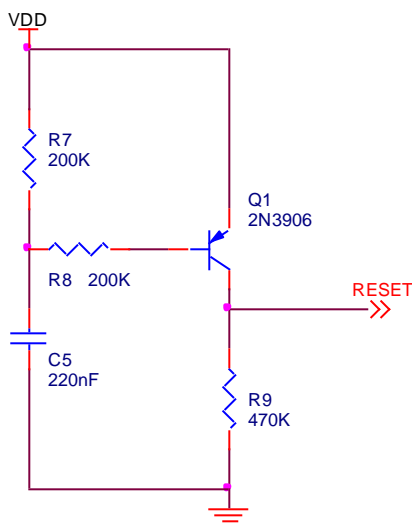 VDD
R7
200K
Q1
2N3906
R8 200K
RESET
C5
220nF
R9
470K